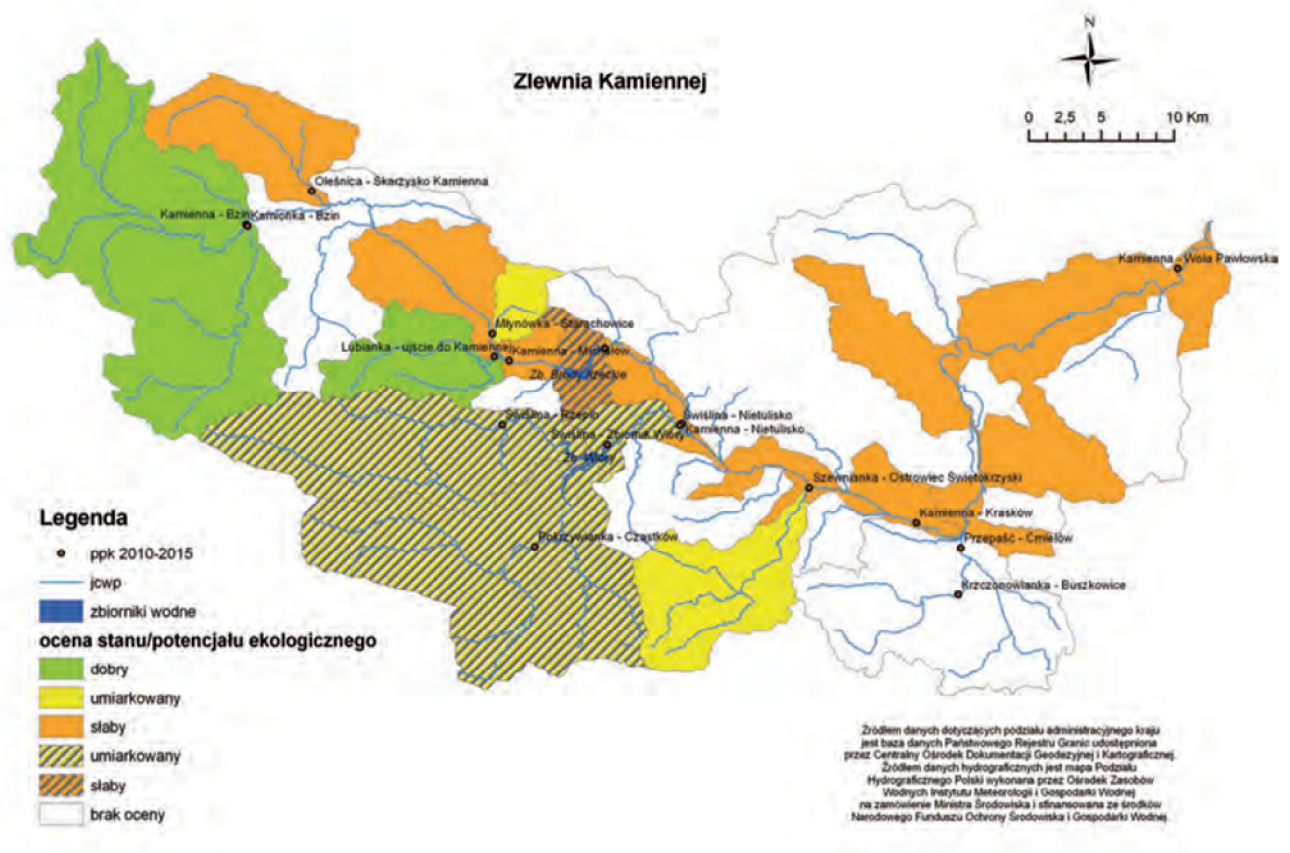 Zlewnia Kamiennej
N
0 2,5 5 10 Km
Oleśnica - Skarżysko Kamienna
Kamienna - Bzin
Kamionka - Bzin
Kamienna - Wola Pawłowska
Młynówka - Starachowice
Lubianka - ujście do Kamiennej
Kamienna - Michałów
Zb. Brody Iłżeckie
Świślina - Rzepin
Świślina - Nietulisko
Kamienna - Nietulisko
Świślina - Zbiornik Wióry
Zb. Wióry
Szewnianka - Ostrowiec Świętokrzyski
Kamienna - Krasków
Przepaść - Ćmielów
Pokrzywianka - Cząstków
Krzczonowianka - Buszkowice
Legenda
ppk 2010-2015
jcwp
zbiorniki wodne
ocena stanu/potencjału ekologicznego
dobry
umiarkowany
słaby
umiarkowany
słaby
brak oceny
Źródłem danych dotyczących podziału administracyjnego kraju
jest baza danych Państwowego Rejestru Granic udostępniona
przez Centralny Ośrodek Dokumentacji Geodezyjnej i Kartograficznej.
Źródłem danych hydrograficznych jest mapa Podziału
Hydrograficznego Polski wykonana przez Ośrodek Zasobów
Wodnych Instytutu Meteorologii i Gospodarki Wodnej
na zamówienie Ministra Środowiska i sfinansowana ze środków
Narodowego Funduszu Ochrony Środowiska i Gospodarki Wodnej.